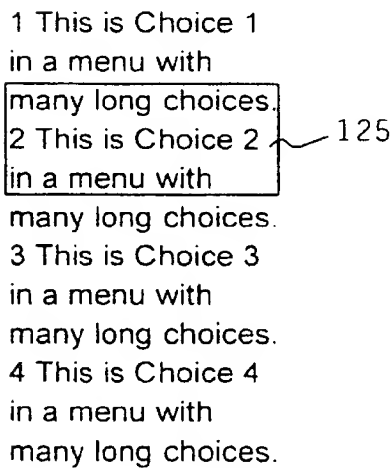 1 This is Choice 1
in a menu with
many long choices.
2 This is Choice 2 125
in a menu with
many long choices.
3 This is Choice 3
in a menu with
many long choices.
4 This is Choice 4
in a menu with
many long choices.